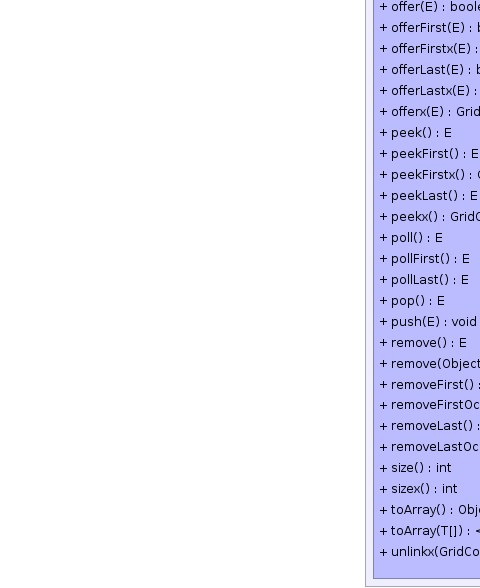 + offer(E) : boole
+ offerFirst(E) : b
+ offerFirstx(E) :
+ offerLast(E) : b
+ offerLastx(E) :
+ offerx(E) : Grid
+ peek() : E
+ peekFirst() : E
+ peekFirstx() : G
+ peekLast() : E
+ peekx() : GridC
+ poll() : E
+ pollFirst() : E
+ pollLast() : E
+ pop() : E
+ push(E) : void
+ remove() : E
+ remove(Object
+ removeFirst() :
+ removeFirstOc
+ removeLast() :
+ removeLastOc
+ size() : int
+ sizex() : int
+ toArray() : Obje
+ toArray(T[]) : <
+ unlinkx(GridCo